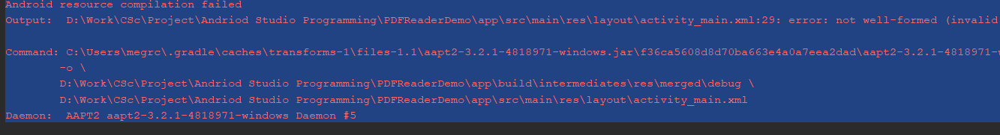 Android resource compilation failed
Output:  D:\Work\CSc\Project\Andriod Studio Programming\PDFReaderDemo\app\src\main\res\layout\activity_main.xml:29: error: not well-formed (invalid
Command: C:\Users\megrc\.gradle\caches\transforms-1\files-1.1\aapt2-3.2.1-4818971-windows.jar\f36ca5608d8d70ba663e4a0a7eea2dad\aapt2-3.2.1-4818971-w
-o \
D:\Work\CSc\Project\Andriod Studio Programming\PDFReaderDemo\app\build\intermediates\res\merged\debug \
D:\Work\CSc\Project\Andriod Studio Programming\PDFReaderDemo\app\src\main\res\layout\activity_main.xml
Daemon:  AAPT2 aapt2-3.2.1-4818971-windows Daemon #5